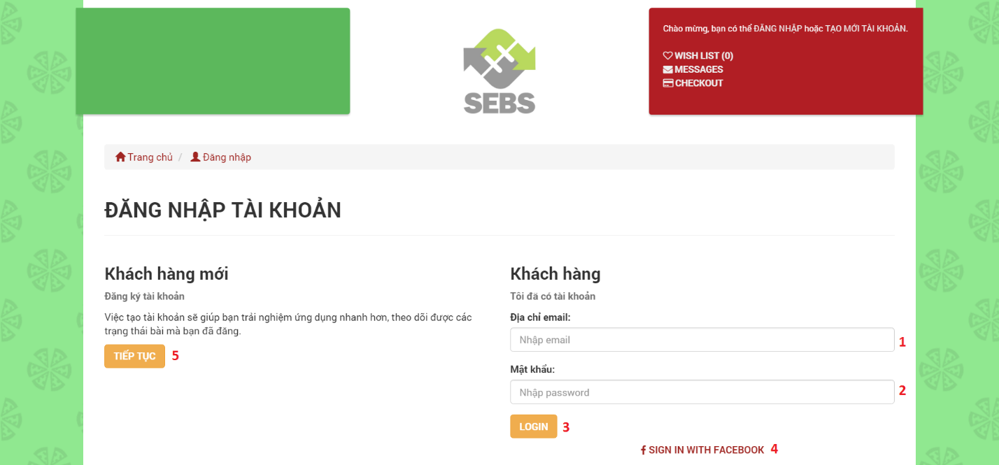 SEBS
Chào mừng, bạn có thể ĐĂNG NHẬP hoặc TẠO MỚI TÀI KHOẢN.
WISH LIST (0)
MESSAGES
CHECKOUT
Trang chủ / Đăng nhập
ĐĂNG NHẬP TÀI KHOẢN
Khách hàng mới
Đăng ký tài khoản
Việc tạo tài khoản sẽ giúp bạn trải nghiệm ứng dụng nhanh hơn, theo dõi được các
trạng thái bài mà bạn đã đăng.
TIẾP TỤC 5
Khách hàng
Tôi đã có tài khoản
Địa chỉ email:
Nhập email 1
Mật khẩu:
Nhập password 2
LOGIN 3
SIGN IN WITH FACEBOOK 4